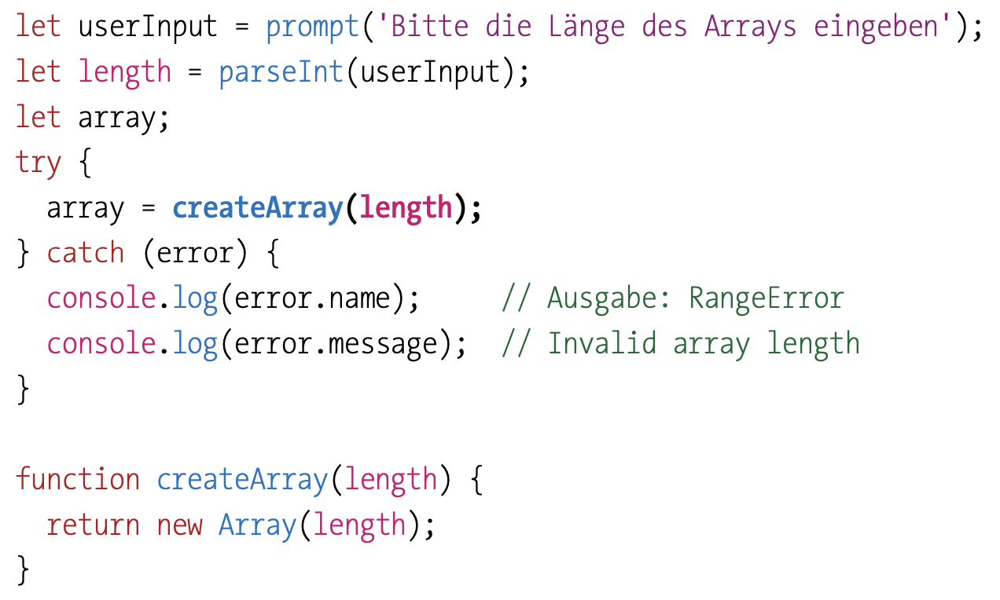 let userInput = prompt('Bitte die Länge des Arrays eingeben');
let length = parseInt(userInput);
let array;
try {
  array = createArray(length);
} catch (error) {
  console.log(error.name);     // Ausgabe: RangeError
  console.log(error.message);  // Invalid array length
}

function createArray(length) {
  return new Array(length);
}